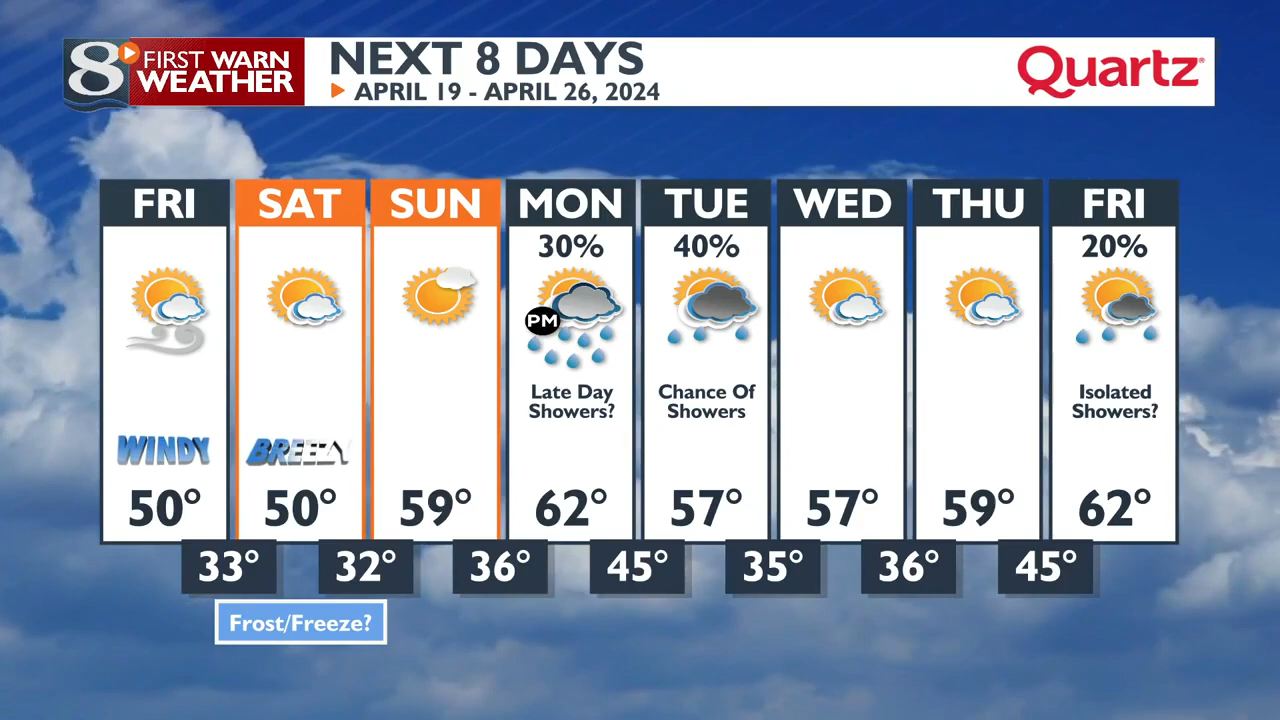 8 FIRST WARN
WEATHER
NEXT 8 DAYS
APRIL 19 - APRIL 26, 2024
Quartz®
FRI SAT SUN MON TUE WED THU FRI
30% 40% 20%
PM
Late Day
Showers?
Chance Of
Showers
Isolated
Showers?
WINDY BREEZY
50° 50° 59° 62° 57° 57° 59° 62°
33° 32° 36° 45° 35° 36° 45°
Frost/Freeze?